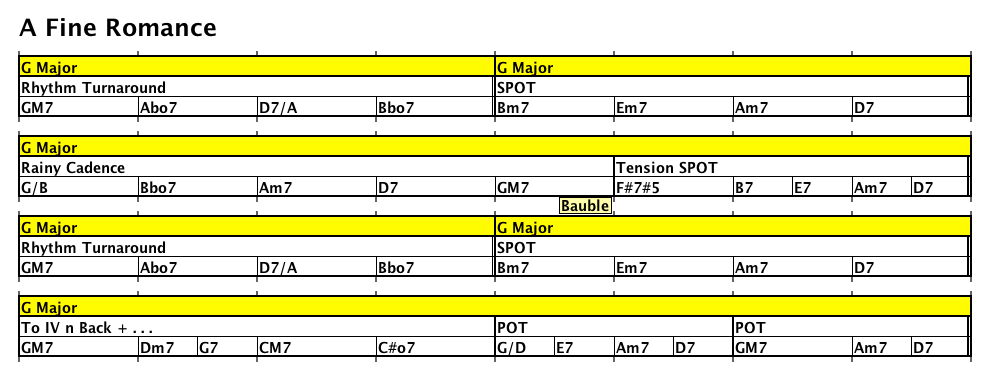 A Fine Romance
G Major G Major
Rhythm Turnaround SPOT
GM7 Abo7 D7/A Bbo7 Bm7 Em7 Am7 D7
G Major
Rainy Cadence Tension SPOT
G/B Bbo7 Am7 D7 GM7 F#7#5 B7 E7 Am7 D7
Bauble
G Major G Major
Rhythm Turnaround SPOT
GM7 Abo7 D7/A Bbo7 Bm7 Em7 Am7 D7
G Major
To IV n Back + . . . POT POT
GM7 Dm7 G7 CM7 C#o7 G/D E7 Am7 D7 GM7 Am7 D7